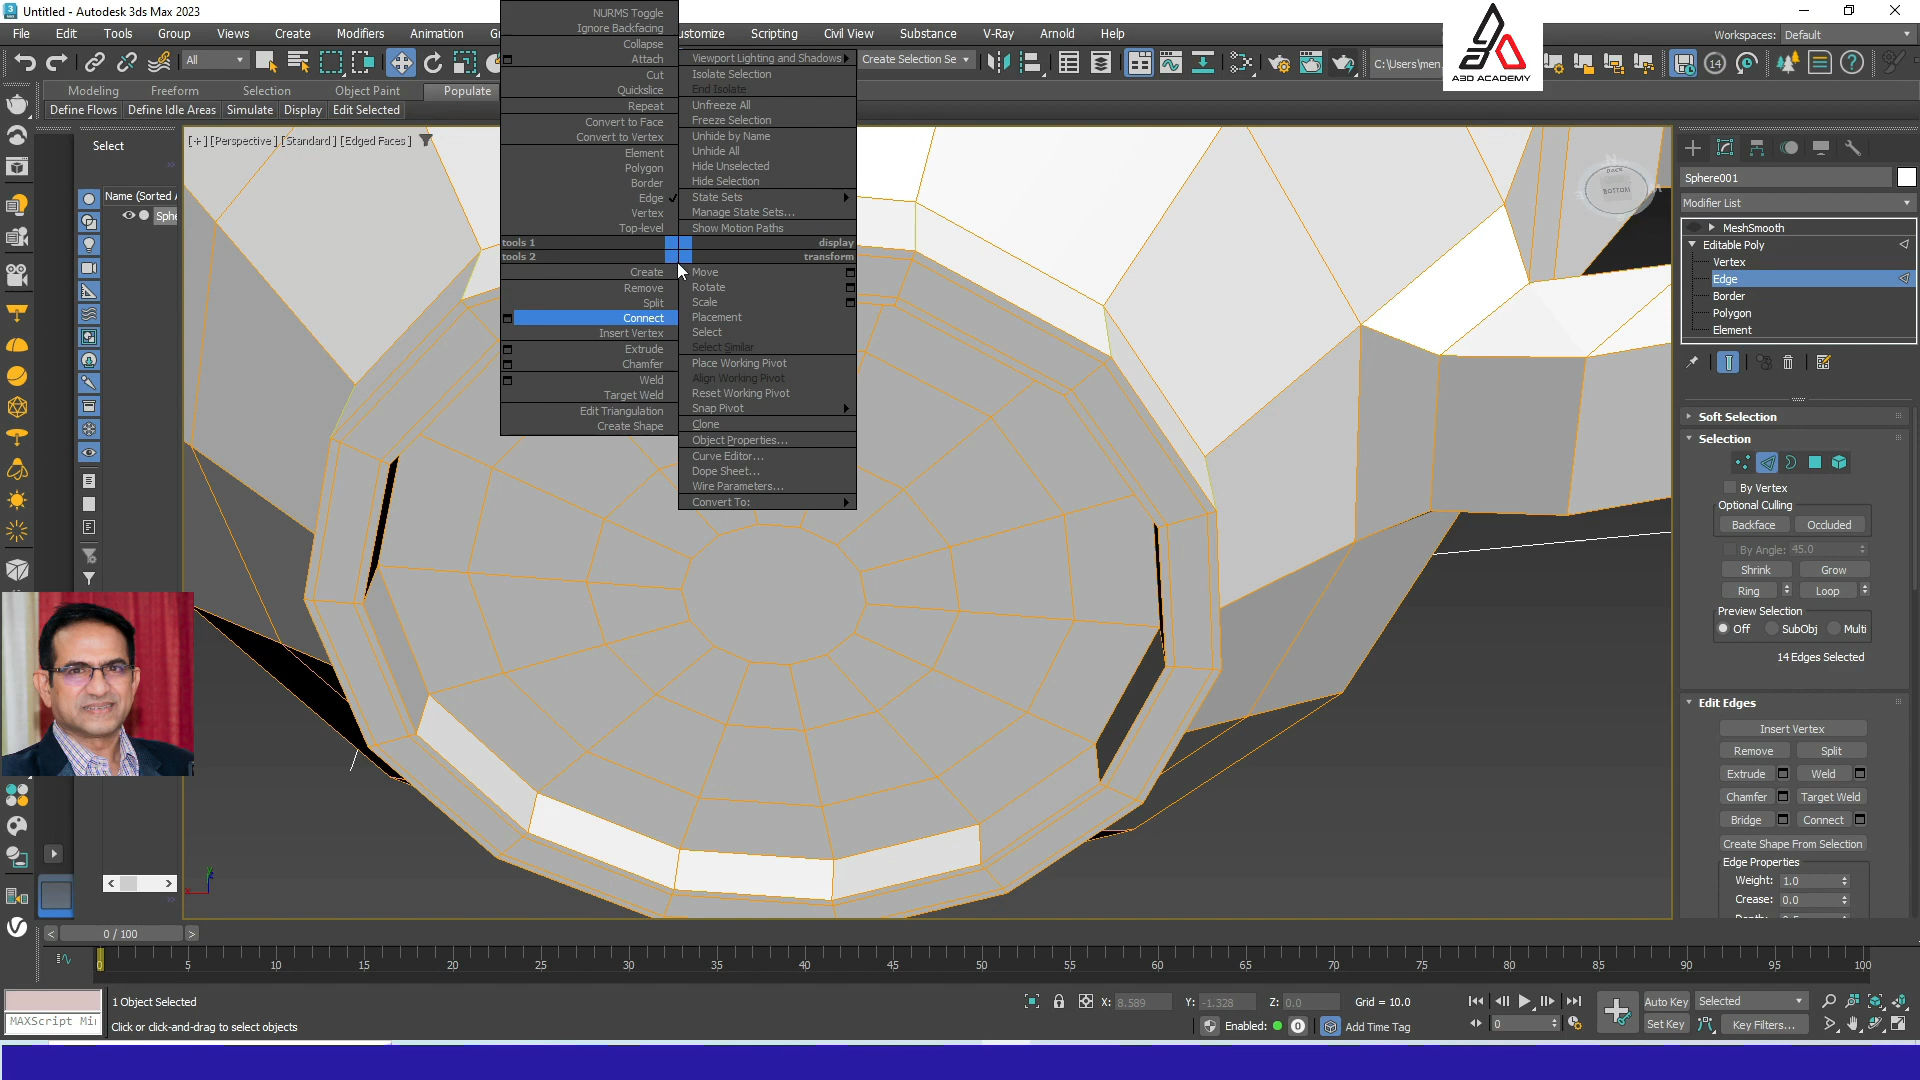 Untitled - Autodesk 3ds Max 2023
File Edit Tools Group Views Create Modifiers Animation
Scripting Civil View Substance V-Ray Arnold Help
Workspaces: Default
A3D ACADEMY
All
Create Selection Se
14
Modeling Freeform Selection Object Paint Populate
Define Flows Define Idle Areas Simulate Display Edit Selected
Select
Name (Sorted
[+] [Perspective] [Standard] [Edged Faces]
NURMS Toggle
Ignore Backfacing
Collapse
Attach
Cut
Quickslice
Repeat
Convert to Face
Convert to Vertex
Element
Polygon
Border
Edge
Vertex
Top-level
tools 1
tools 2
Create
Remove
Split
Connect
Insert Vertex
Extrude
Chamfer
Weld
Target Weld
Edit Triangulation
Create Shape
Viewport Lighting and Shadows
Isolate Selection
End Isolate
Unfreeze All
Freeze Selection
Unhide by Name
Unhide All
Hide Unselected
Hide Selection
State Sets
Manage State Sets...
Show Motion Paths
display
transform
Move
Rotate
Scale
Placement
Select
Select Similar
Place Working Pivot
Align Working Pivot
Reset Working Pivot
Snap Pivot
Clone
Object Properties...
Curve Editor...
Dope Sheet...
Wire Parameters...
Convert To:
BOTTOM
Sphere001
Modifier List
MeshSmooth
Editable Poly
Vertex
Edge
Border
Polygon
Element
Soft Selection
Selection
By Vertex
Optional Culling
Backface Occluded
By Angle: 45.0
Shrink Grow
Ring Loop
Preview Selection
Off SubObj Multi
14 Edges Selected
Edit Edges
Insert Vertex
Remove Split
Extrude Weld
Chamfer Target Weld
Bridge Connect
Create Shape From Selection
Edge Properties
Weight: 1.0
Crease: 0.0
0 / 100
0 5 10 15 20 25 30 35 40 45 50 55 60 65 70 75 80 85 90 95 100
1 Object Selected
X: 8.589 Y: -1.328 Z: 0.0 Grid = 10.0
Auto Key Selected
MAXScript Mi
Click or click-and-drag to select objects
Enabled: 0 Add Time Tag
0
Set Key Key Filters...